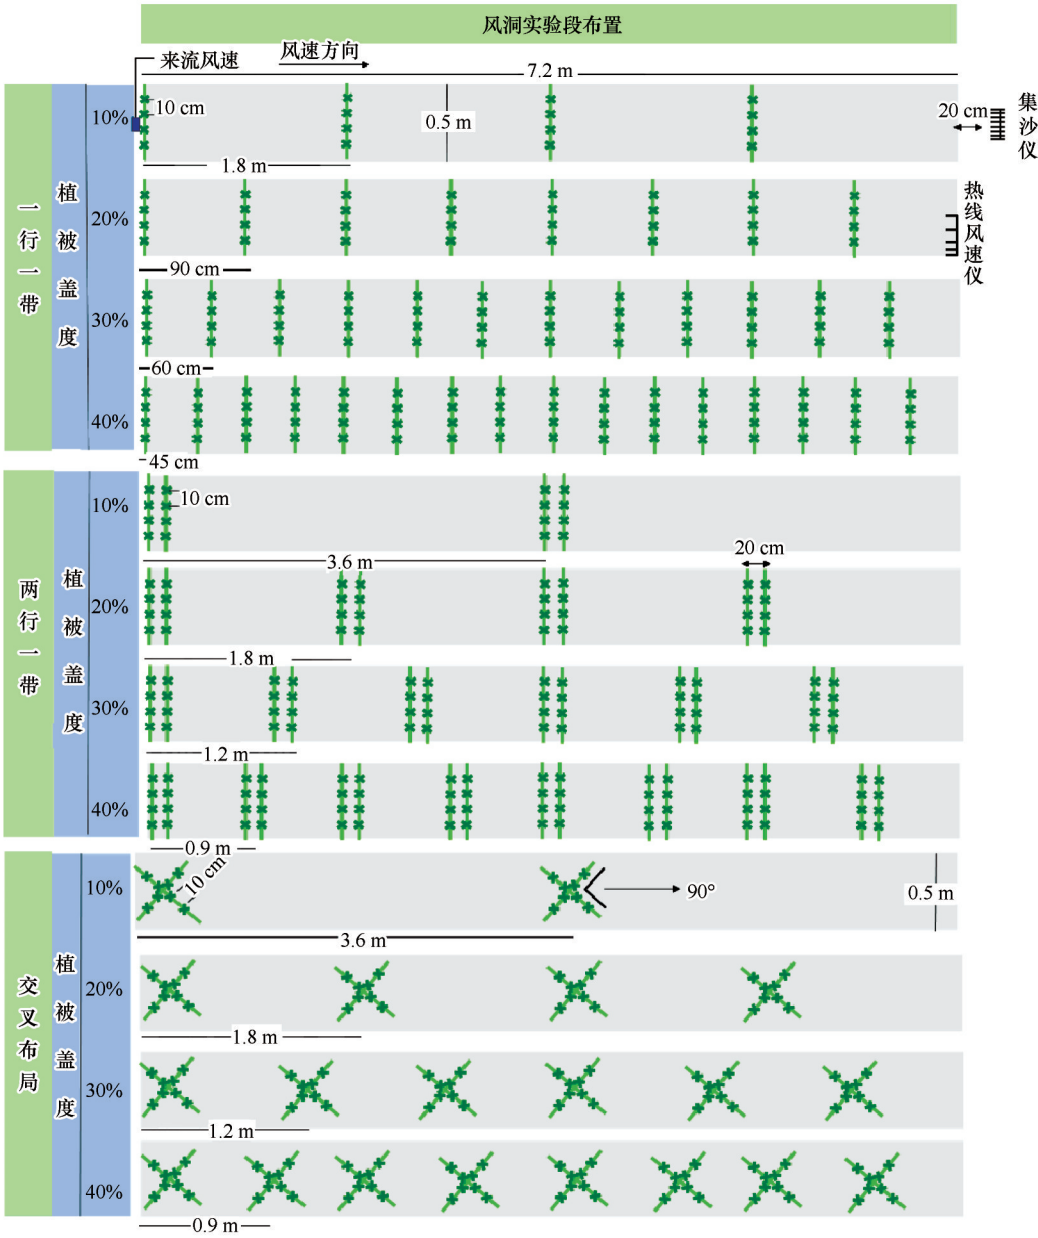 风洞实验段布置
来流风速
风速方向
7.2 m
一行一带
植被盖度
10%
10 cm
0.5 m
20 cm
集沙仪
1.8 m
20%
热线风速仪
90 cm
30%
60 cm
40%
45 cm
两行一带
植被盖度
10%
10 cm
3.6 m
20 cm
20%
1.8 m
30%
1.2 m
40%
0.9 m
交叉布局
植被盖度
10%
10 cm
90°
0.5 m
3.6 m
20%
1.8 m
30%
1.2 m
40%
0.9 m